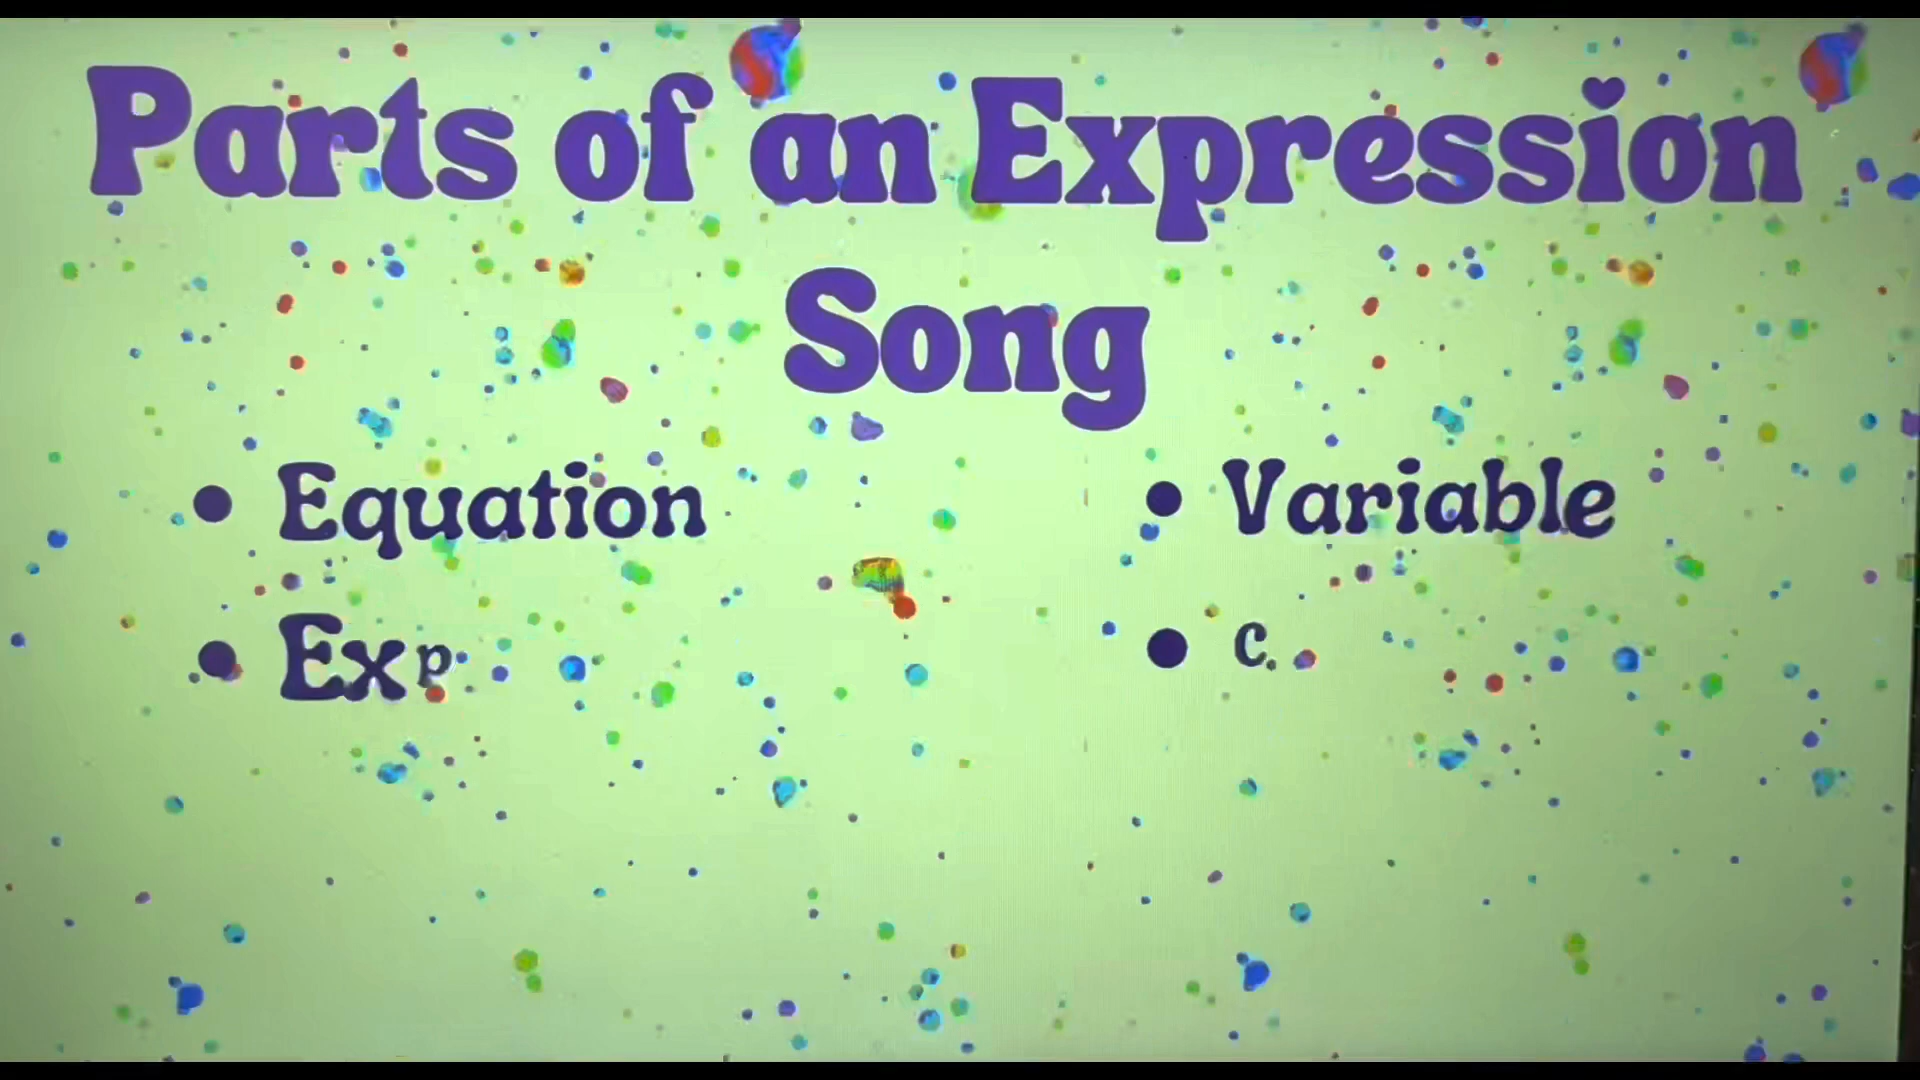 Parts of an Expression
Song
• Equation
• Exp
• Variable
• C